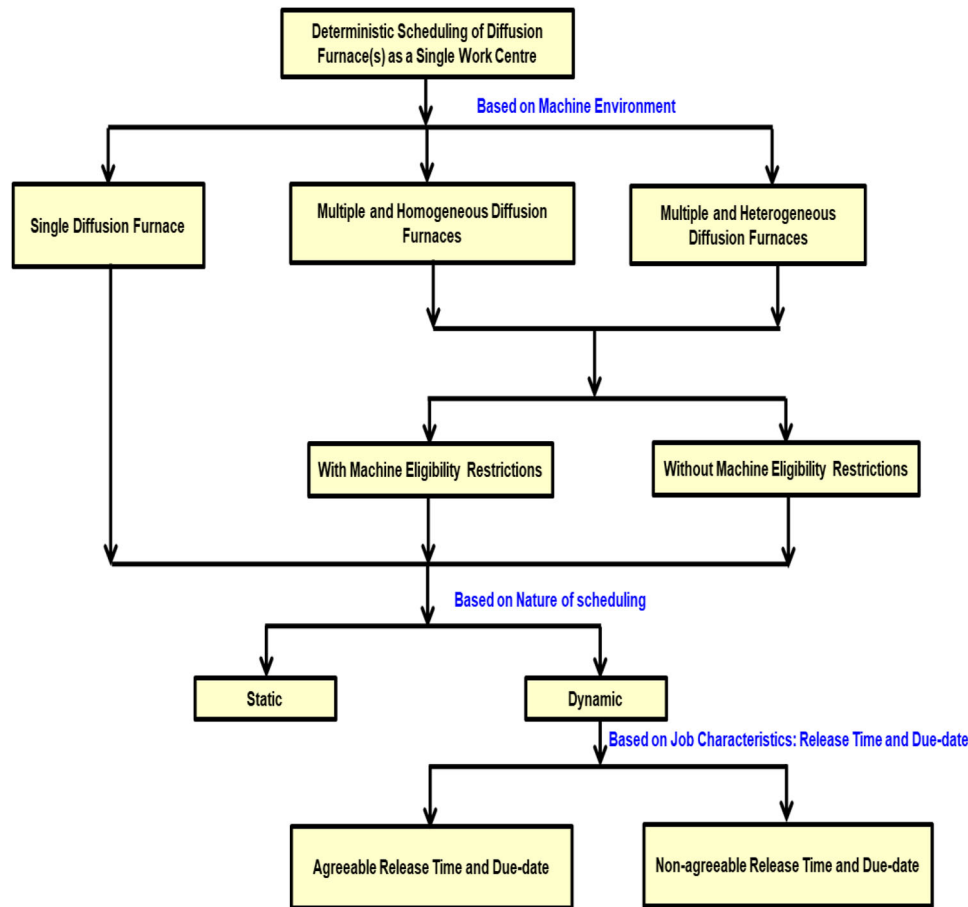 Deterministic Scheduling of Diffusion
Furnace(s) as a Single Work Centre
Based on Machine Environment
Single Diffusion Furnace
Multiple and Homogeneous Diffusion
Furnaces
Multiple and Heterogeneous
Diffusion Furnaces
With Machine Eligibility Restrictions
Without Machine Eligibility Restrictions
Based on Nature of scheduling
Static
Dynamic
Based on Job Characteristics: Release Time and Due-date
Agreeable Release Time and Due-date
Non-agreeable Release Time and Due-date